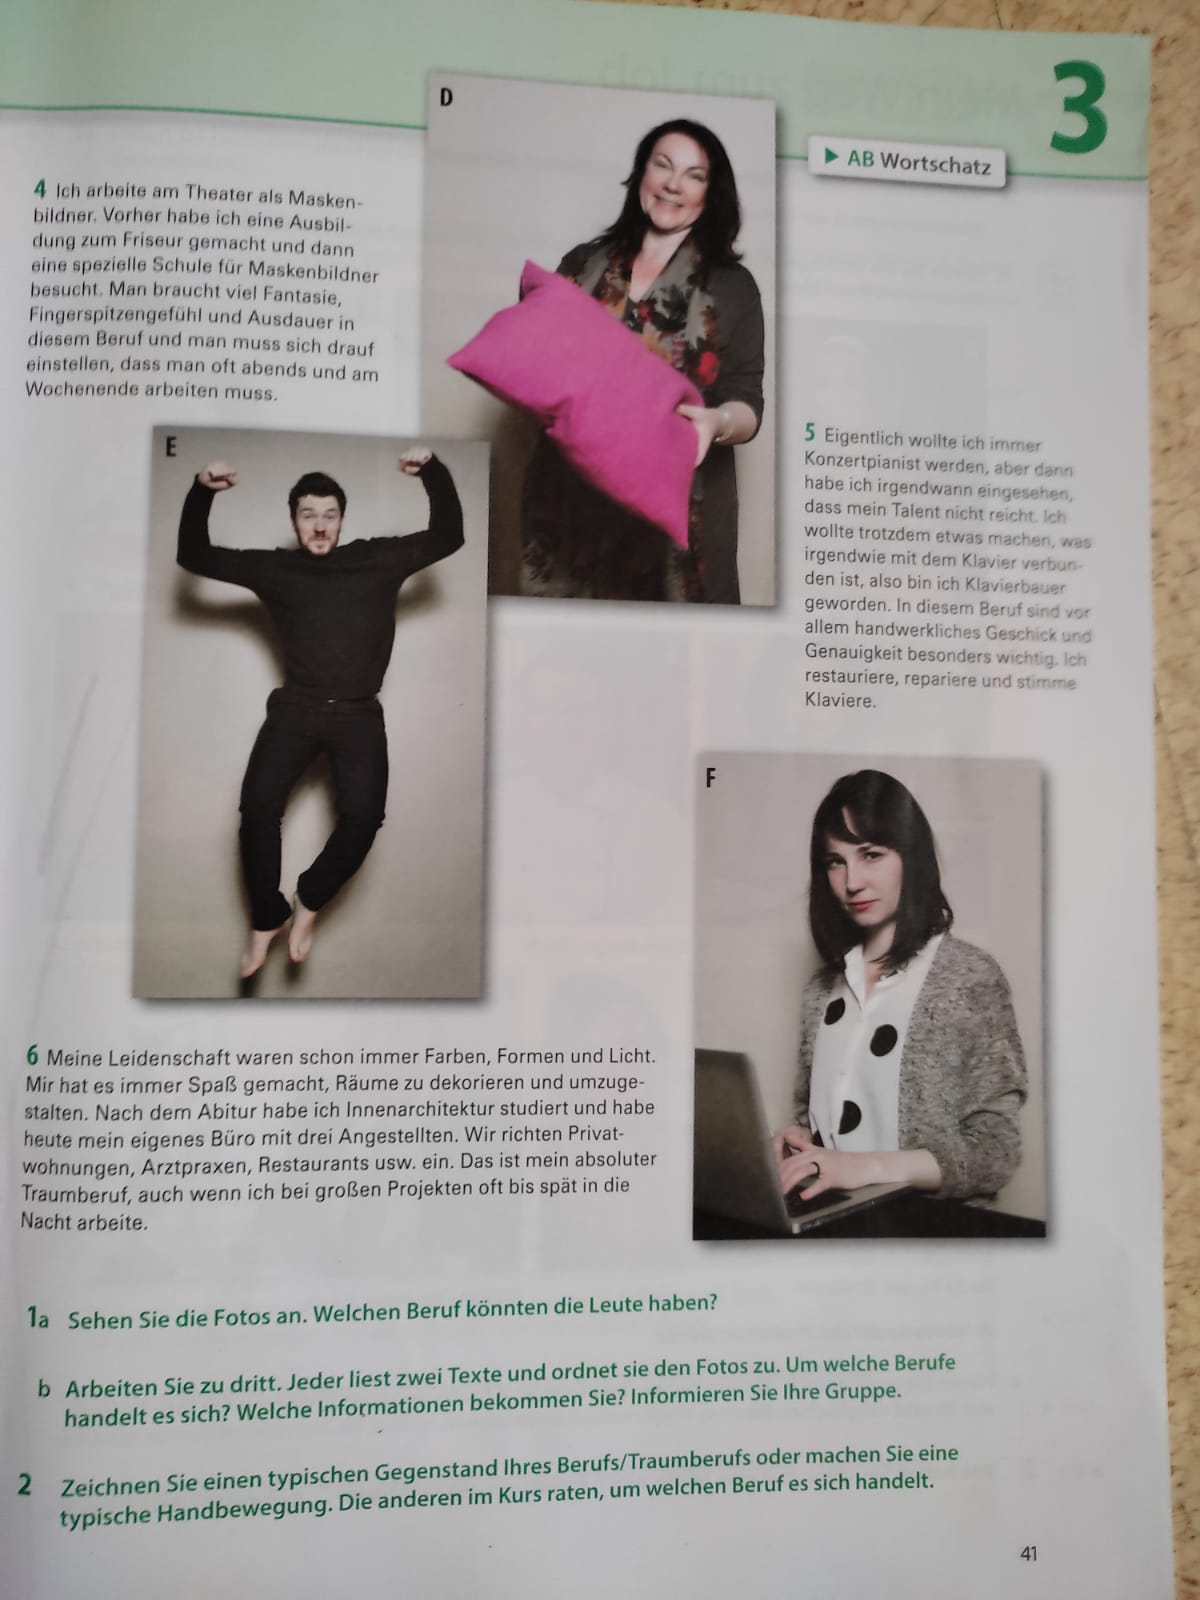 3
▶ AB Wortschatz
D
4 Ich arbeite am Theater als Masken-
bildner. Vorher habe ich eine Ausbil-
dung zum Friseur gemacht und dann
eine spezielle Schule für Maskenbildner
besucht. Man braucht viel Fantasie,
Fingerspitzengefühl und Ausdauer in
diesem Beruf und man muss sich drauf
einstellen, dass man oft abends und am
Wochenende arbeiten muss.
E
5 Eigentlich wollte ich immer
Konzertpianist werden, aber dann
habe ich irgendwann eingesehen,
dass mein Talent nicht reicht. Ich
wollte trotzdem etwas machen, was
irgendwie mit dem Klavier verbun-
den ist, also bin ich Klavierbauer
geworden. In diesem Beruf sind vor
allem handwerkliches Geschick und
Genauigkeit besonders wichtig. Ich
restauriere, repariere und stimme
Klaviere.
F
6 Meine Leidenschaft waren schon immer Farben, Formen und Licht.
Mir hat es immer Spaß gemacht, Räume zu dekorieren und umzuge-
stalten. Nach dem Abitur habe ich Innenarchitektur studiert und habe
heute mein eigenes Büro mit drei Angestellten. Wir richten Privat-
wohnungen, Arztpraxen, Restaurants usw. ein. Das ist mein absoluter
Traumberuf, auch wenn ich bei großen Projekten oft bis spät in die
Nacht arbeite.
1a Sehen Sie die Fotos an. Welchen Beruf könnten die Leute haben?
b Arbeiten Sie zu dritt. Jeder liest zwei Texte und ordnet sie den Fotos zu. Um welche Berufe
handelt es sich? Welche Informationen bekommen Sie? Informieren Sie Ihre Gruppe.
2 Zeichnen Sie einen typischen Gegenstand Ihres Berufs/Traumberufs oder machen Sie eine
typische Handbewegung. Die anderen im Kurs raten, um welchen Beruf es sich handelt.
41